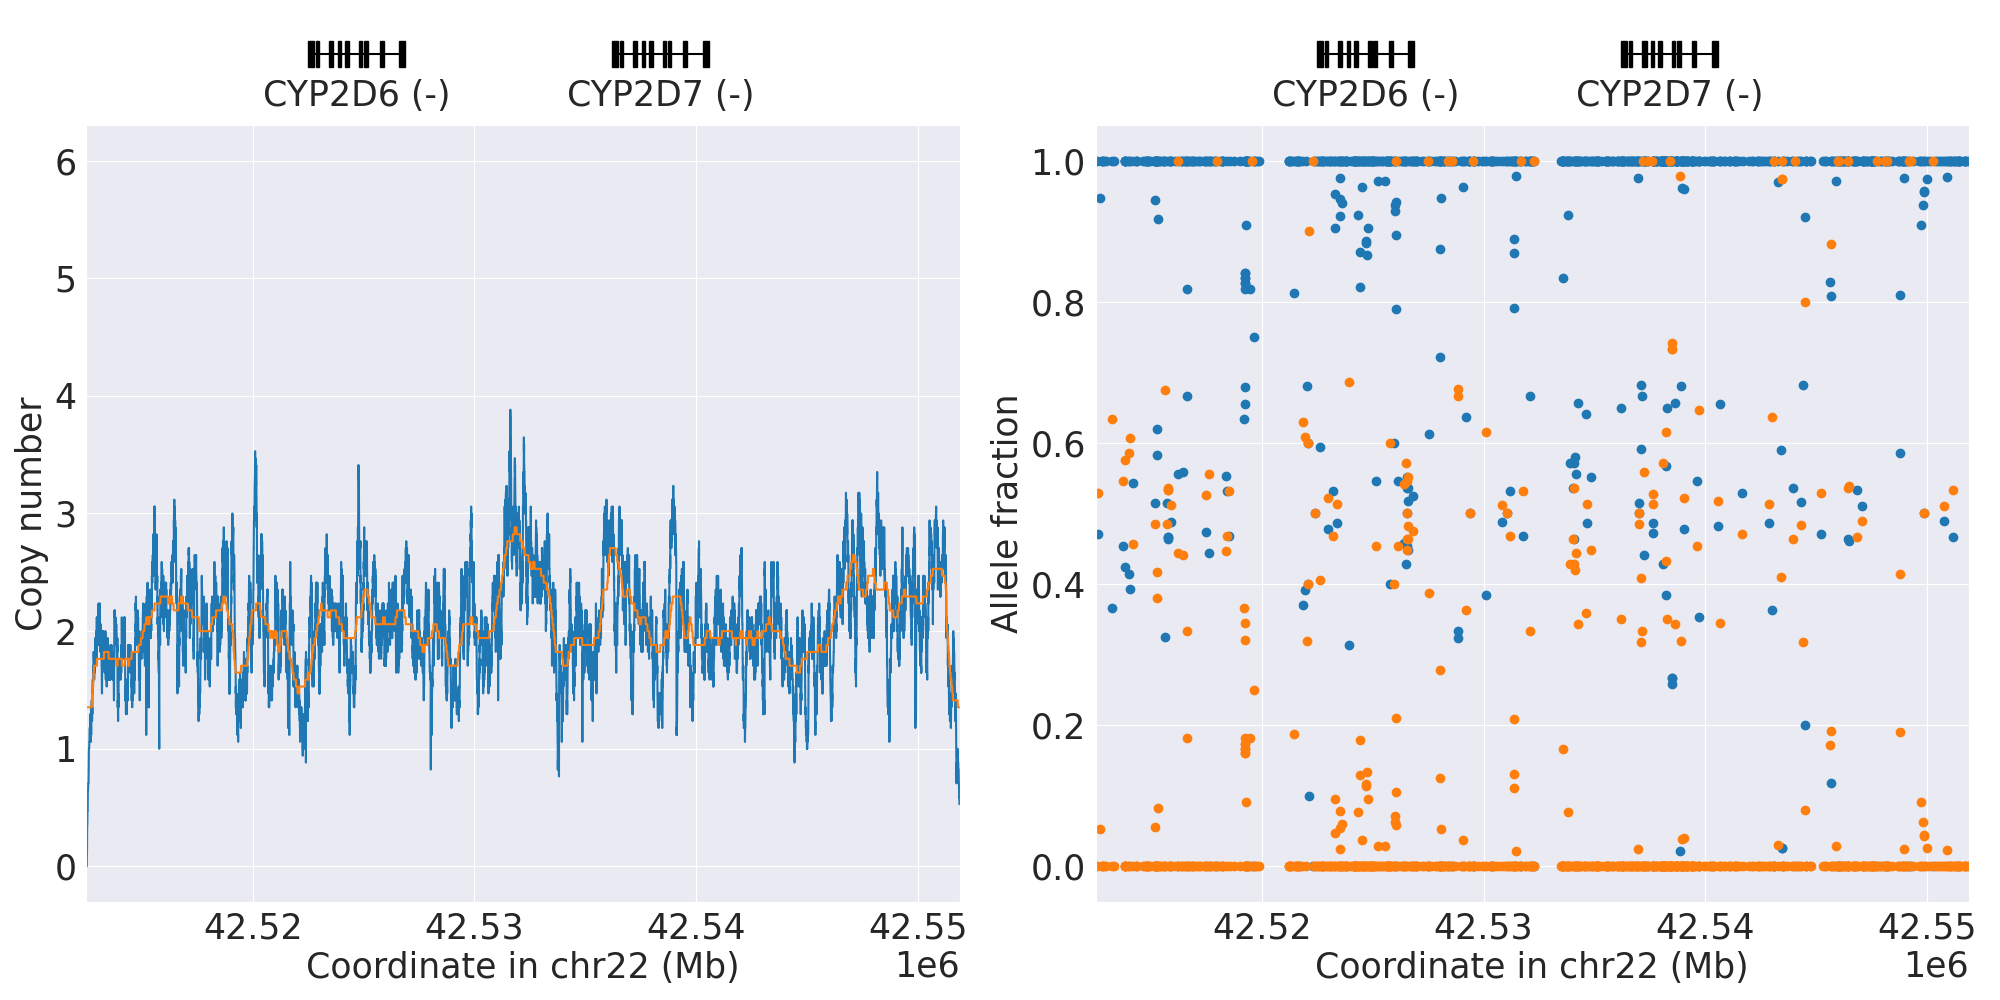 CYP2D6 (-)
CYP2D7 (-)
6
5
4
3
2
1
0
Copy number
42.52
42.53
42.54
42.55
Coordinate in chr22 (Mb)
1e6
CYP2D6 (-)
CYP2D7 (-)
1.0
0.8
0.6
0.4
0.2
0.0
Allele fraction
42.52
42.53
42.54
42.55
Coordinate in chr22 (Mb)
1e6